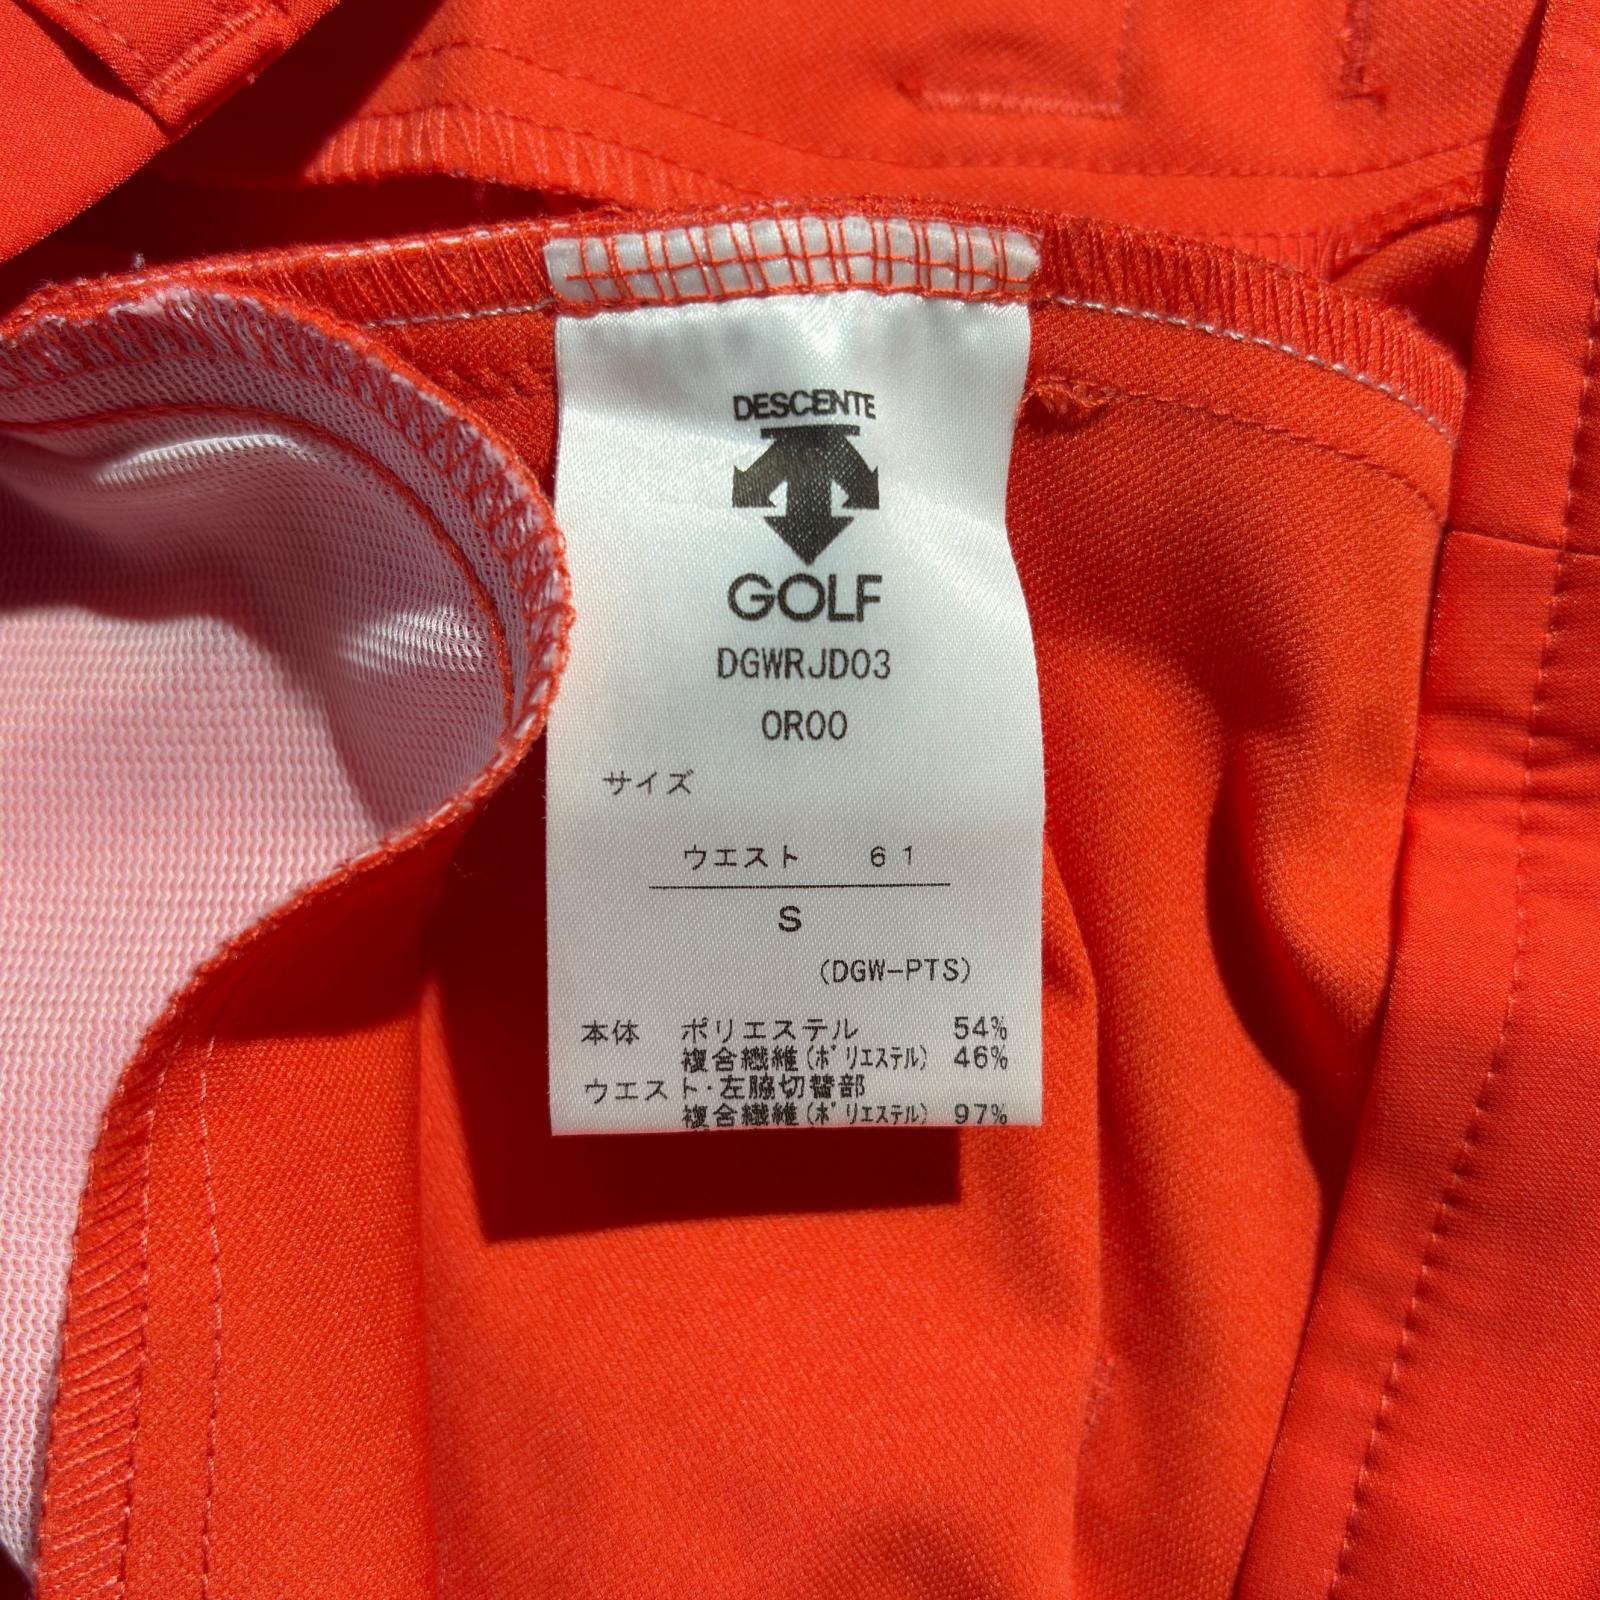 DESCENTE
GOLF
DGWRJD03
OR00
サイズ
ウエスト 61
S
(DGW-PTS)
本体 ポリエステル 54%
複合繊維(ポリエステル) 46%
ウエスト・左脇切替部
複合繊維(ポリエステル) 97%